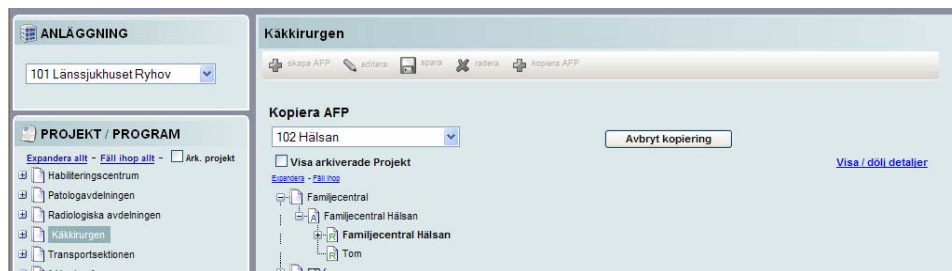 ANLÄGGNING
101 Länssjukhuset Ryhov
PROJEKT / PROGRAM
Expandera allt - Fäll ihop allt - Ark. projekt
Habiliteringscentrum
Patologavdelningen
Radiologiska avdelningen
Käkkirurgen
Transportsektionen
Käkkirurgen
skapa AFP editera spara radera kopiera AFP
Kopiera AFP
102 Hälsan
Avbryt kopiering
Visa arkiverade Projekt
Visa / dölj detaljer
Expandera - Fäll ihop
Familjecentral
A Familjecentral Hälsan
R Familjecentral Hälsan
R Tom